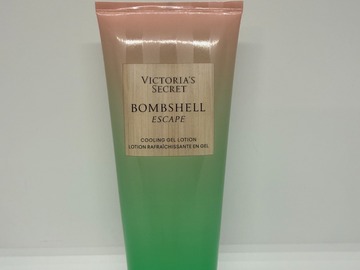 VICTORIA'S
SECRET
BOMBSHELL
ESCAPE
COOLING GEL LOTION
LOTION RAFRAÎCHISSANTE EN GEL